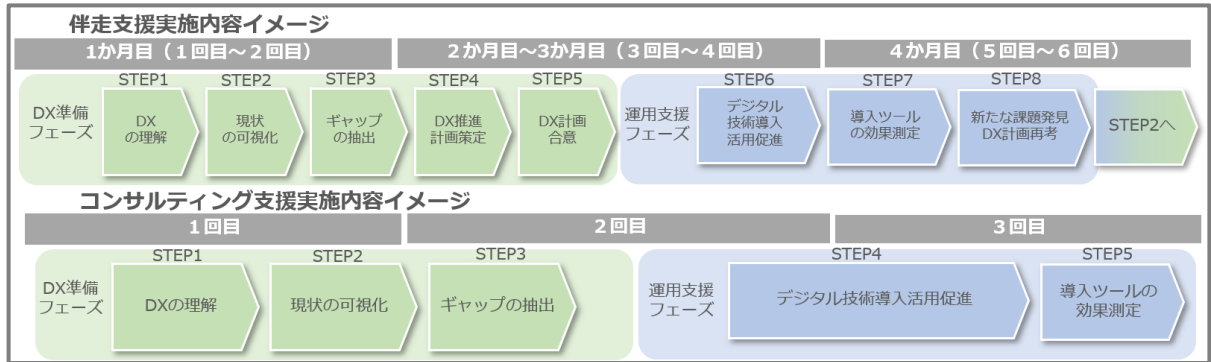 伴走支援実施内容イメージ
1か月目（１回目～２回目）
２か月目～3か月目（３回目～４回目）
４か月目（５回目～６回目）
DX準備
フェーズ
STEP1
DX
の理解
STEP2
現状
の可視化
STEP3
ギャップ
の抽出
STEP4
DX推進
計画策定
STEP5
DX計画
合意
運用支援
フェーズ
STEP6
デジタル
技術導入
活用促進
STEP7
導入ツール
の効果測定
STEP8
新たな課題発見
DX計画再考
STEP2へ
コンサルティング支援実施内容イメージ
１回目
２回目
３回目
DX準備
フェーズ
STEP1
DXの理解
STEP2
現状の可視化
STEP3
ギャップの抽出
運用支援
フェーズ
STEP4
デジタル技術導入活用促進
STEP5
導入ツールの
効果測定